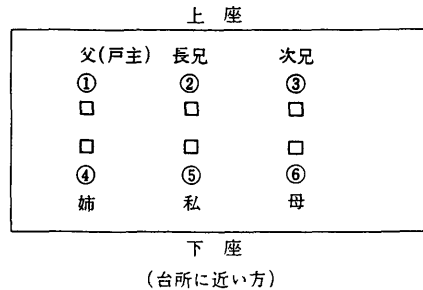 上座
父(戸主) 長兄 次兄
① ② ③
④ ⑤ ⑥
姉 私 母
下座
(台所に近い方)